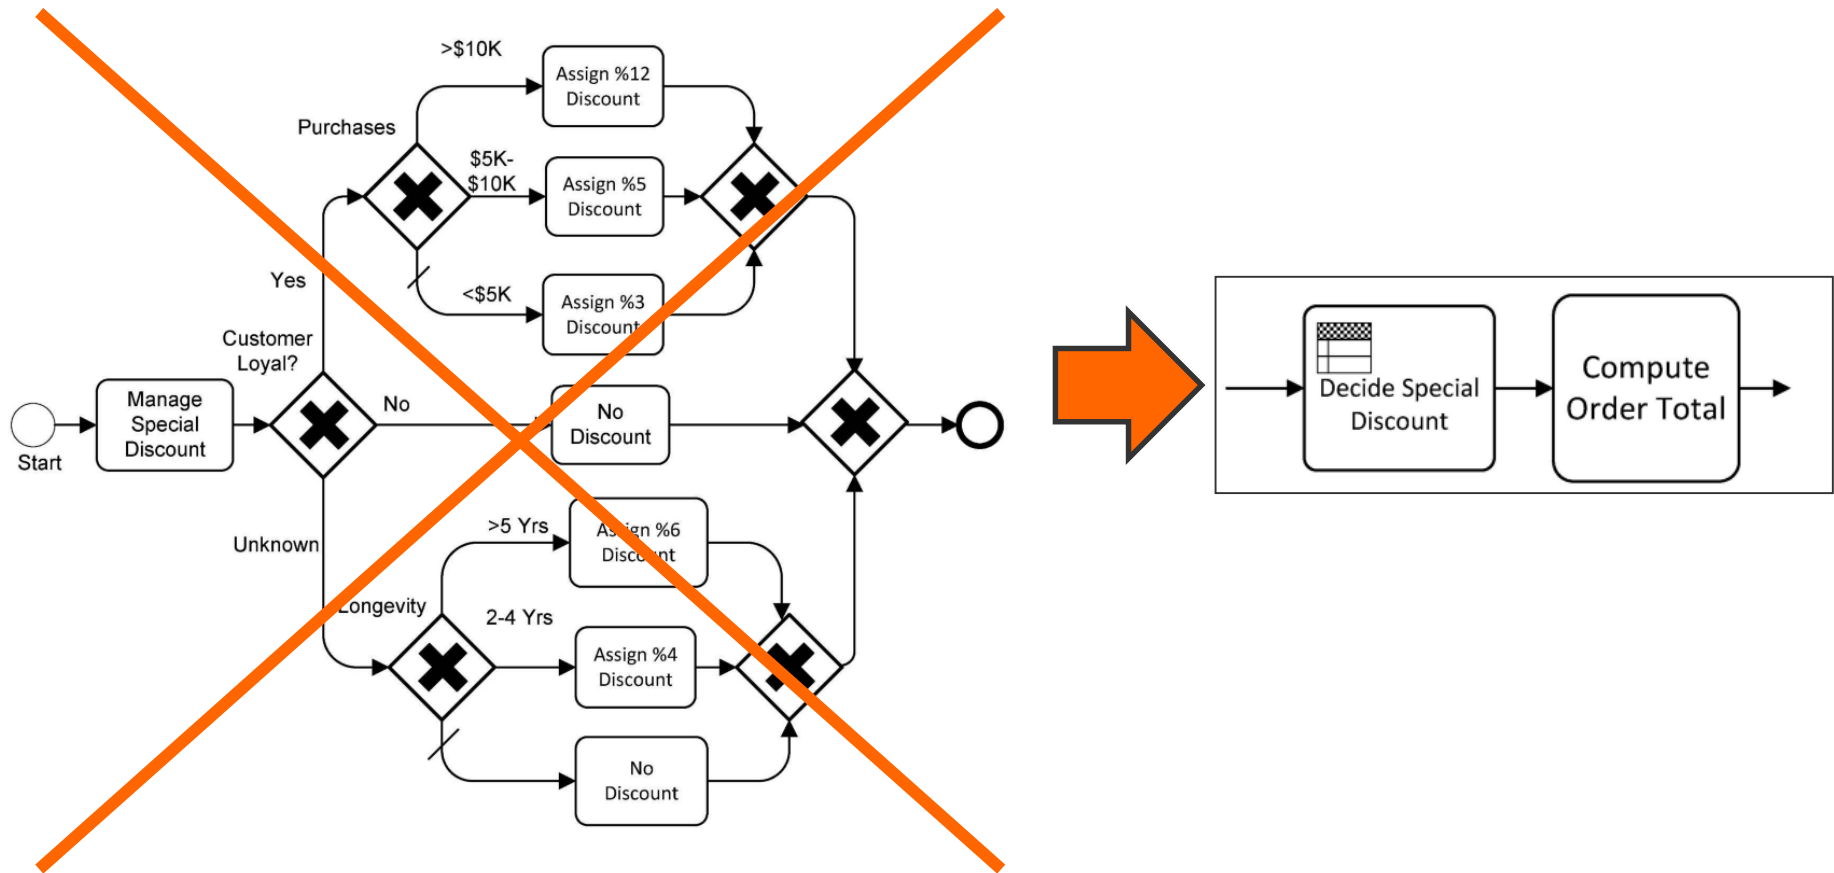 >$10K
Assign %12
Discount
Purchases
$5K-
$10K
Assign %5
Discount
Yes
<$5K
Assign %3
Discount
Customer
Loyal?
Manage
Special
Discount
No
No
Discount
Start
Unknown
>5 Yrs
Assign %6
Discount
Longevity
2-4 Yrs
Assign %4
Discount
No
Discount
Decide Special
Discount
Compute
Order Total